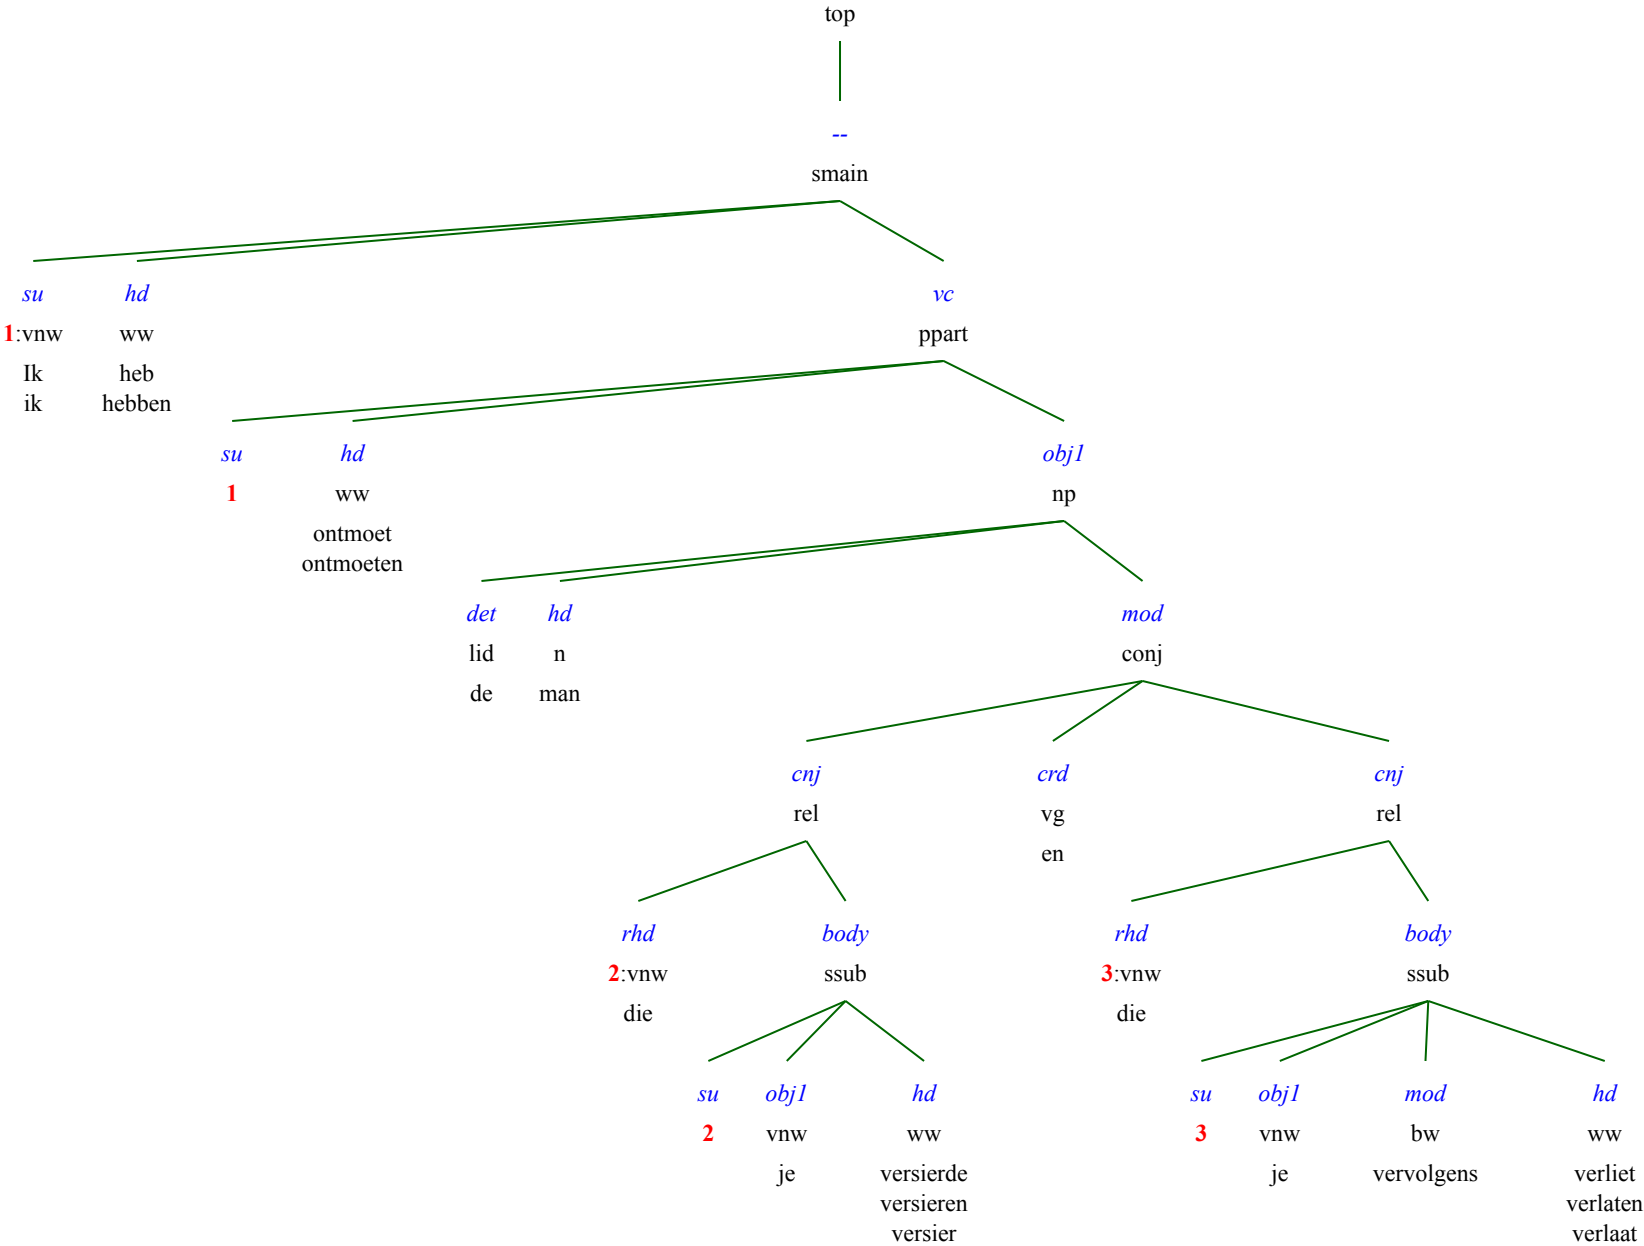 top
--
smain
su hd vc
1:vnw ww ppart
Ik heb
ik hebben
su hd obj1
1 ww np
ontmoet
ontmoeten
det hd mod
lid n conj
de man
cnj crd cnj
rel vg rel
en
rhd body rhd body
2:vnw ssub 3:vnw ssub
die die
su obj1 hd su obj1 mod hd
2 vnw ww 3 vnw bw ww
je versierde je vervolgens verliet
versieren verlaten
versier verlaat